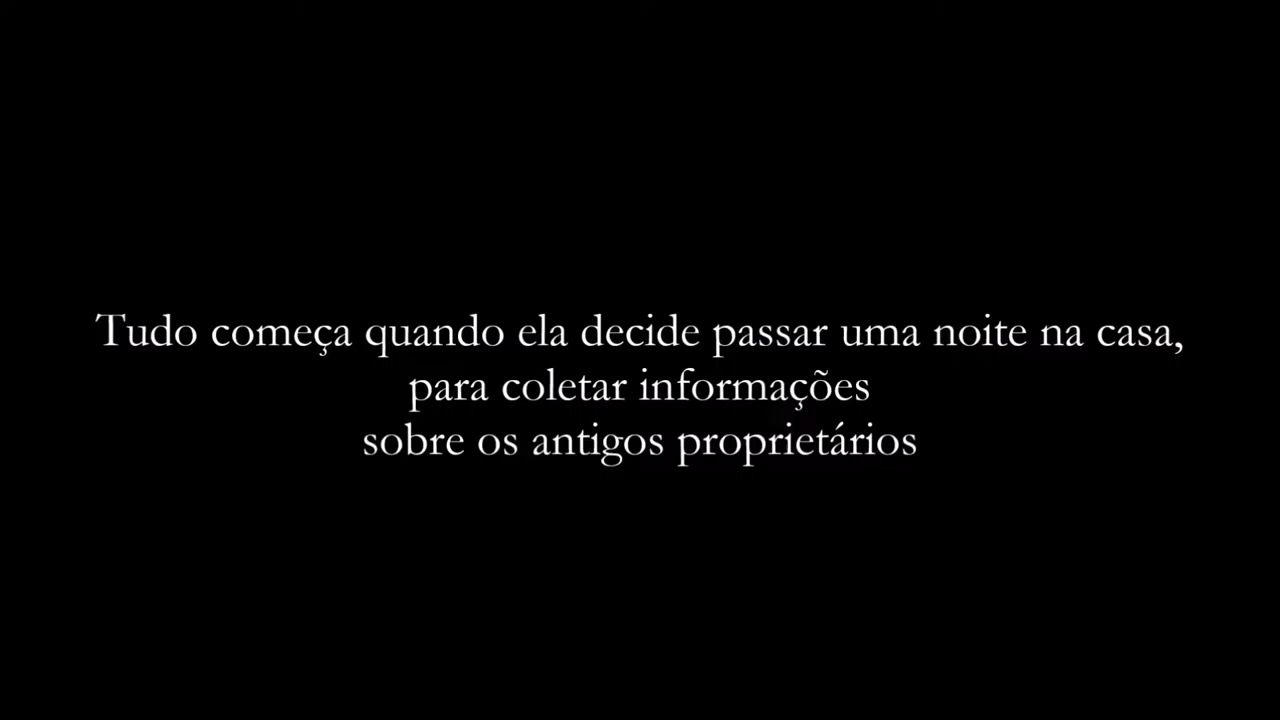 Tudo começa quando ela decide passar uma noite na casa,
para coletar informações
sobre os antigos proprietários